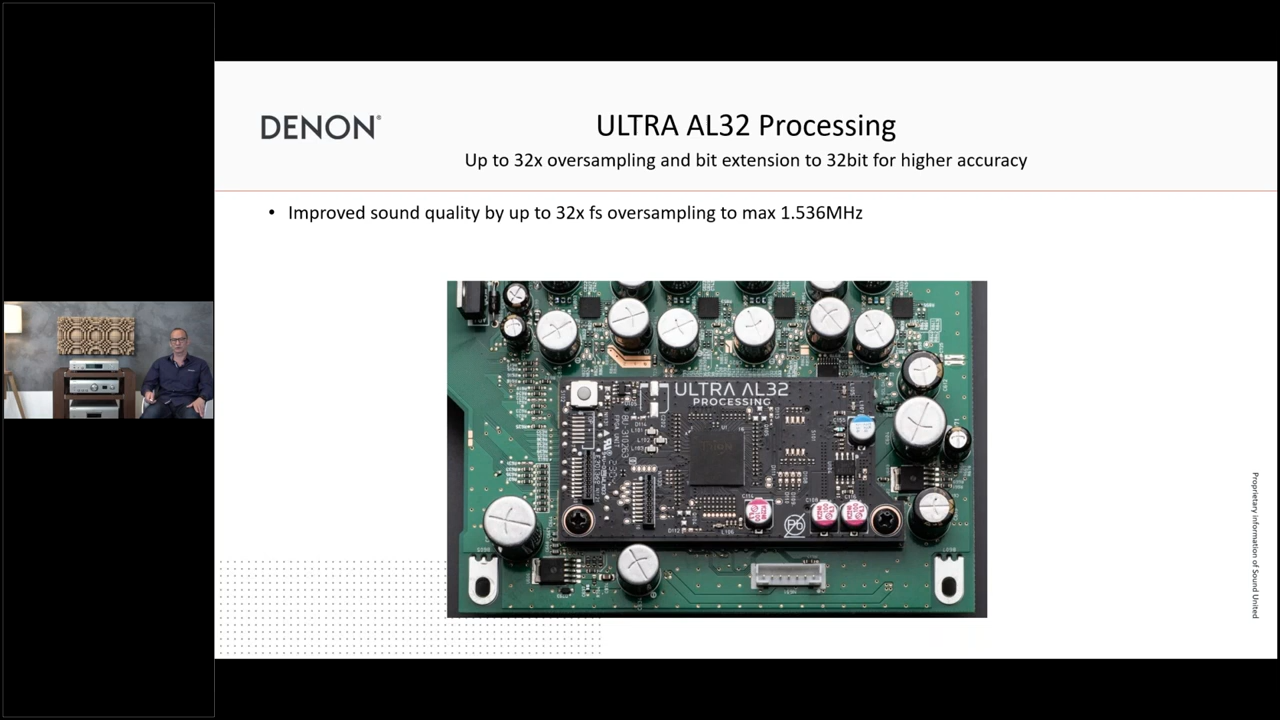 DENON®
ULTRA AL32 Processing
Up to 32x oversampling and bit extension to 32bit for higher accuracy
• Improved sound quality by up to 32x fs oversampling to max 1.536MHz
ULTRA AL32
PROCESSING
Proprietary information of Sound United